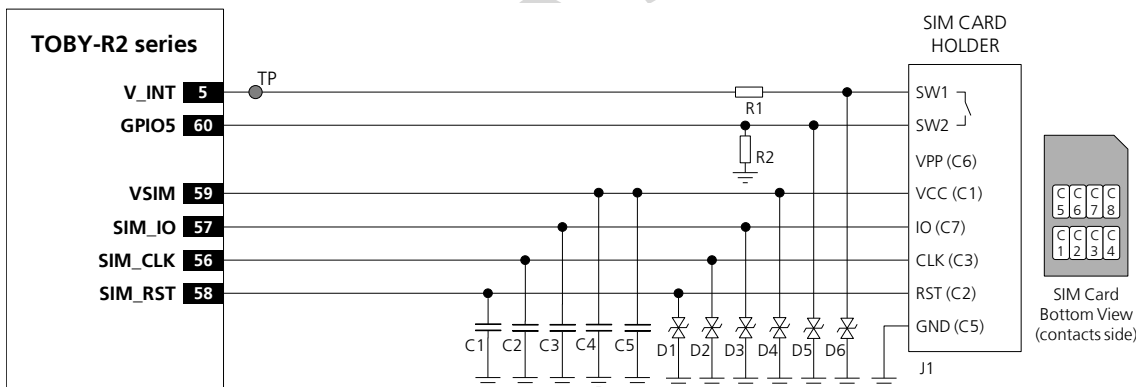 SIM CARD
HOLDER
TOBY-R2 series
TP
V_INT 5
R1
SW1
GPIO5 60
SW2
R2
VPP (C6)
VSIM 59
VCC (C1)
SIM_IO 57
IO (C7)
SIM_CLK 56
CLK (C3)
SIM_RST 58
RST (C2)
GND (C5)
C1 C2 C3 C4 C5 D1 D2 D3 D4 D5 D6
J1
C5 C6 C7 C8
C1 C2 C3 C4
SIM Card
Bottom View
(contacts side)